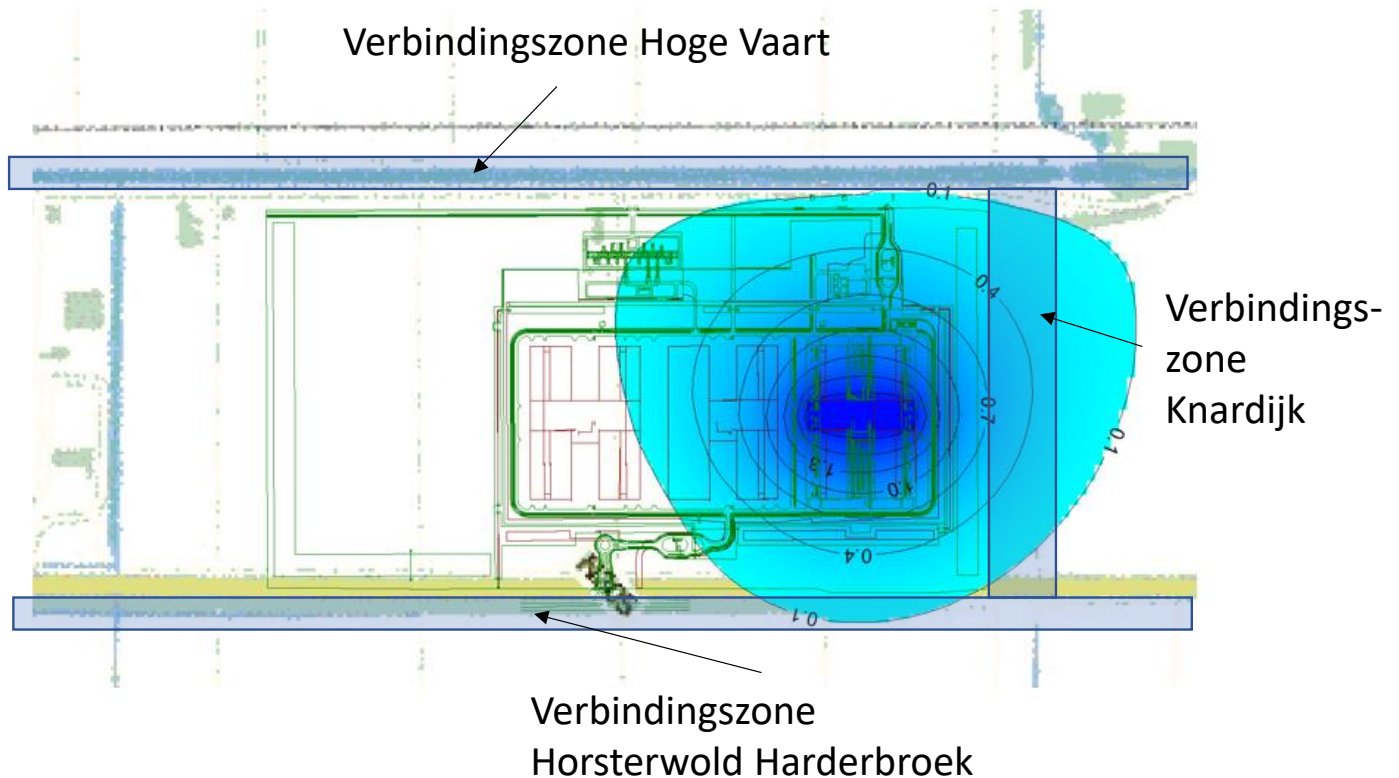 Verbindingszone Hoge Vaart
0.1
0.4
Verbindings-
zone
Knardijk
0.7
0.1
1.3
1.0
0.4
0.1
Verbindingszone
Horsterwold Harderbroek